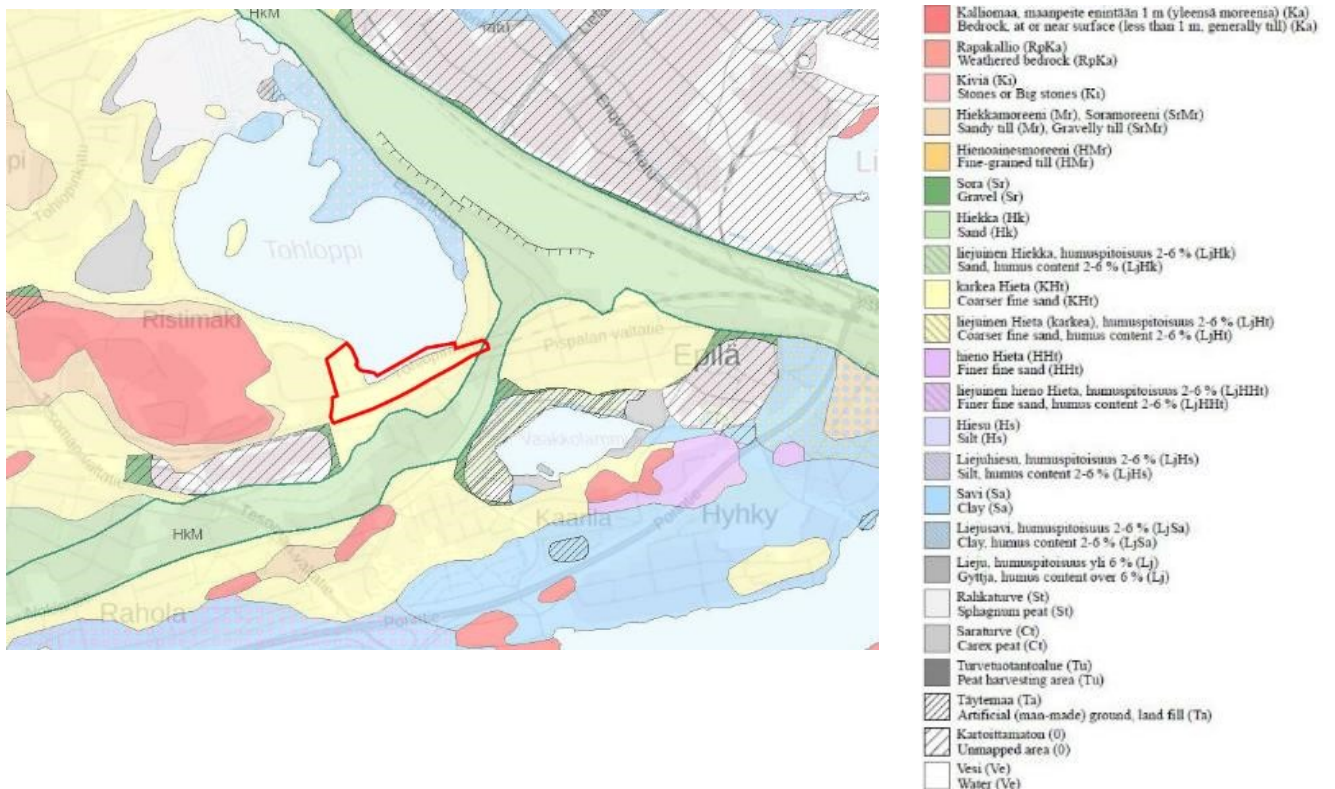 HkM
Tohlopinkatu
Tohloppi
Ristimäki
Pispalan valtatie
Epilä
Vaakkolammi
Kaarila
Hyhky
Porintie
HkM
Tesoman valtatie
Rahola
Kalliomaa, maanpeite enintään 1 m (yleensä moreenia) (Ka)
Bedrock, at or near surface (less than 1 m, generally till) (Ka)
Rapakallio (RpKa)
Weathered bedrock (RpKa)
Kiviä (Ki)
Stones or Big stones (Ki)
Hiekkamoreeni (Mr), Soramoreeni (SrMr)
Sandy till (Mr), Gravelly till (SrMr)
Hienoainesmoreeni (HMr)
Fine-grained till (HMr)
Sora (Sr)
Gravel (Sr)
Hiekka (Hk)
Sand (Hk)
liejuinen Hiekka, humuspitoisuus 2-6 % (LjHk)
Sand, humus content 2-6 % (LjHk)
karkea Hieta (KHt)
Coarser fine sand (KHt)
liejuinen Hieta (karkea), humuspitoisuus 2-6 % (LjHt)
Coarser fine sand, humus content 2-6 % (LjHt)
hieno Hieta (HHt)
Finer fine sand (HHt)
liejuinen hieno Hieta, humuspitoisuus 2-6 % (LjHHt)
Finer fine sand, humus content 2-6 % (LjHHt)
Hiesu (Hs)
Silt (Hs)
Liejuhiesu, humuspitoisuus 2-6 % (LjHs)
Silt, humus content 2-6 % (LjHs)
Savi (Sa)
Clay (Sa)
Liejusavi, humuspitoisuus 2-6 % (LjSa)
Clay, humus content 2-6 % (LjSa)
Lieju, humuspitoisuus yli 6 % (Lj)
Gyttja, humus content over 6 % (Lj)
Rahkaturve (St)
Sphagnum peat (St)
Saraturve (Ct)
Carex peat (Ct)
Turvetuotantoalue (Tu)
Peat harvesting area (Tu)
Täytemaa (Ta)
Artificial (man-made) ground, land fill (Ta)
Kartoittamaton (0)
Unmapped area (0)
Vesi (Ve)
Water (Ve)